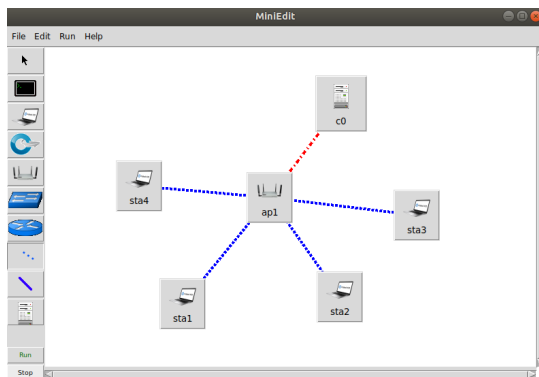 MiniEdit
File Edit Run Help
c0
sta4
ap1
sta3
sta1
sta2
Run
Stop